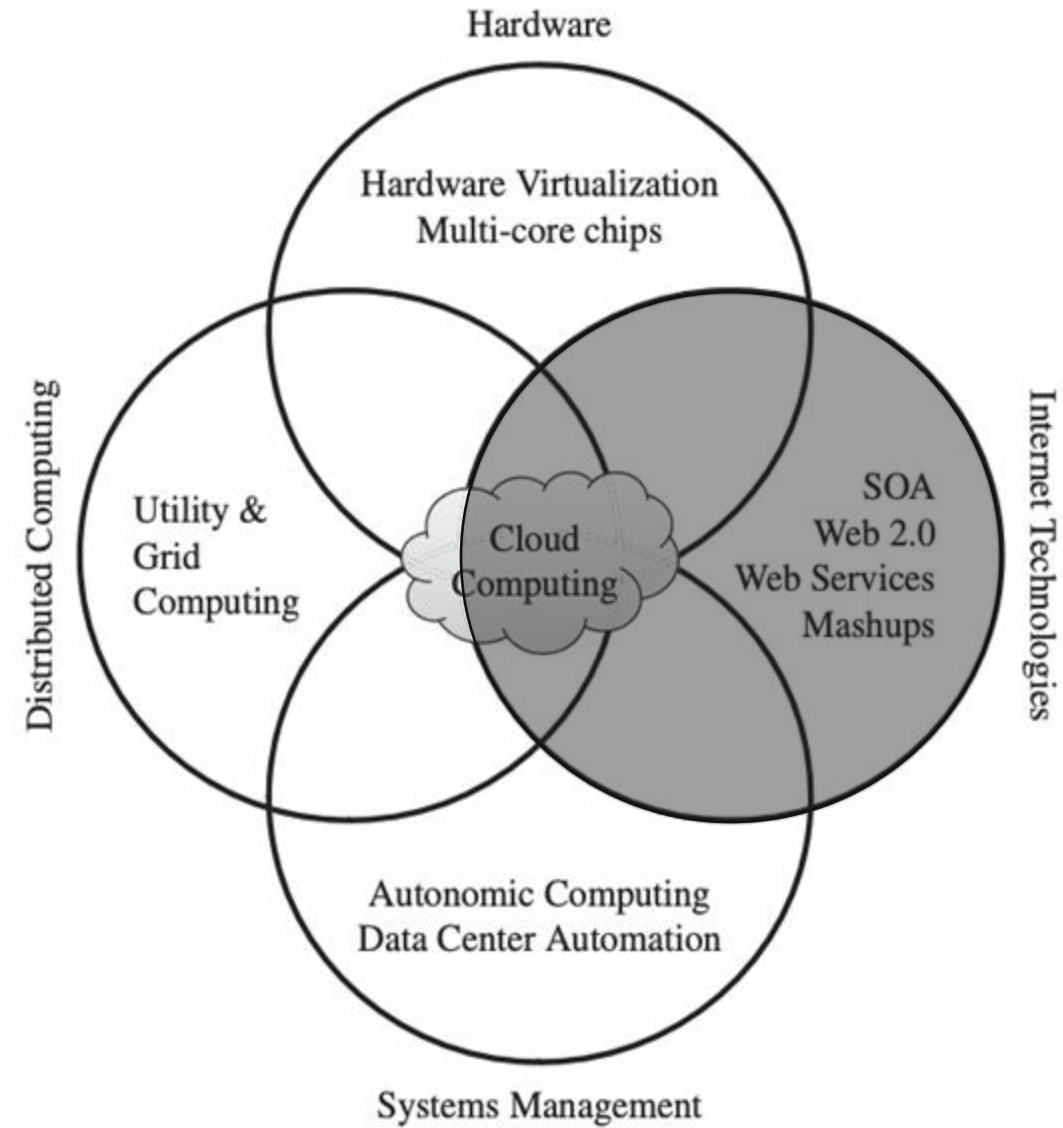 Hardware
Hardware Virtualization
Multi-core chips
Distributed Computing
Utility &
Grid
Computing
Cloud
Computing
SOA
Web 2.0
Web Services
Mashups
Internet Technologies
Autonomic Computing
Data Center Automation
Systems Management